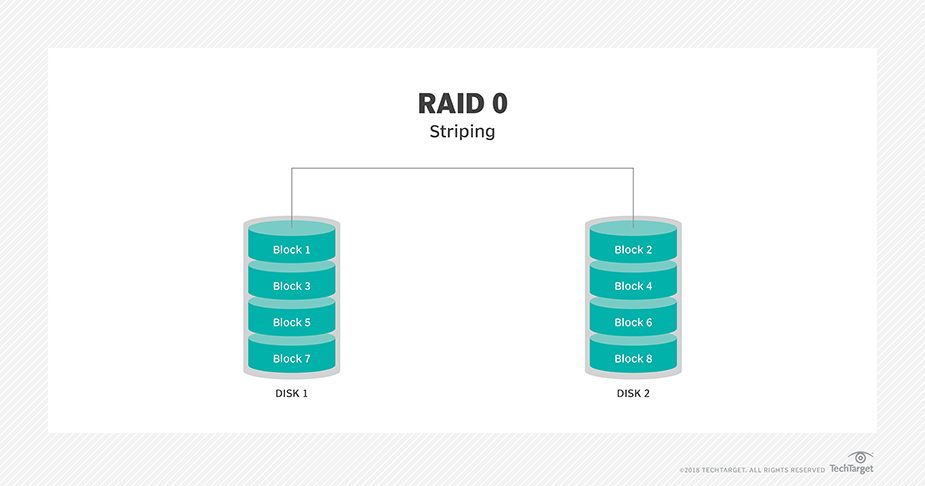 RAID 0
Striping
Block 1
Block 3
Block 5
Block 7
DISK 1
Block 2
Block 4
Block 6
Block 8
DISK 2
©2018 TECHTARGET. ALL RIGHTS RESERVED TechTarget